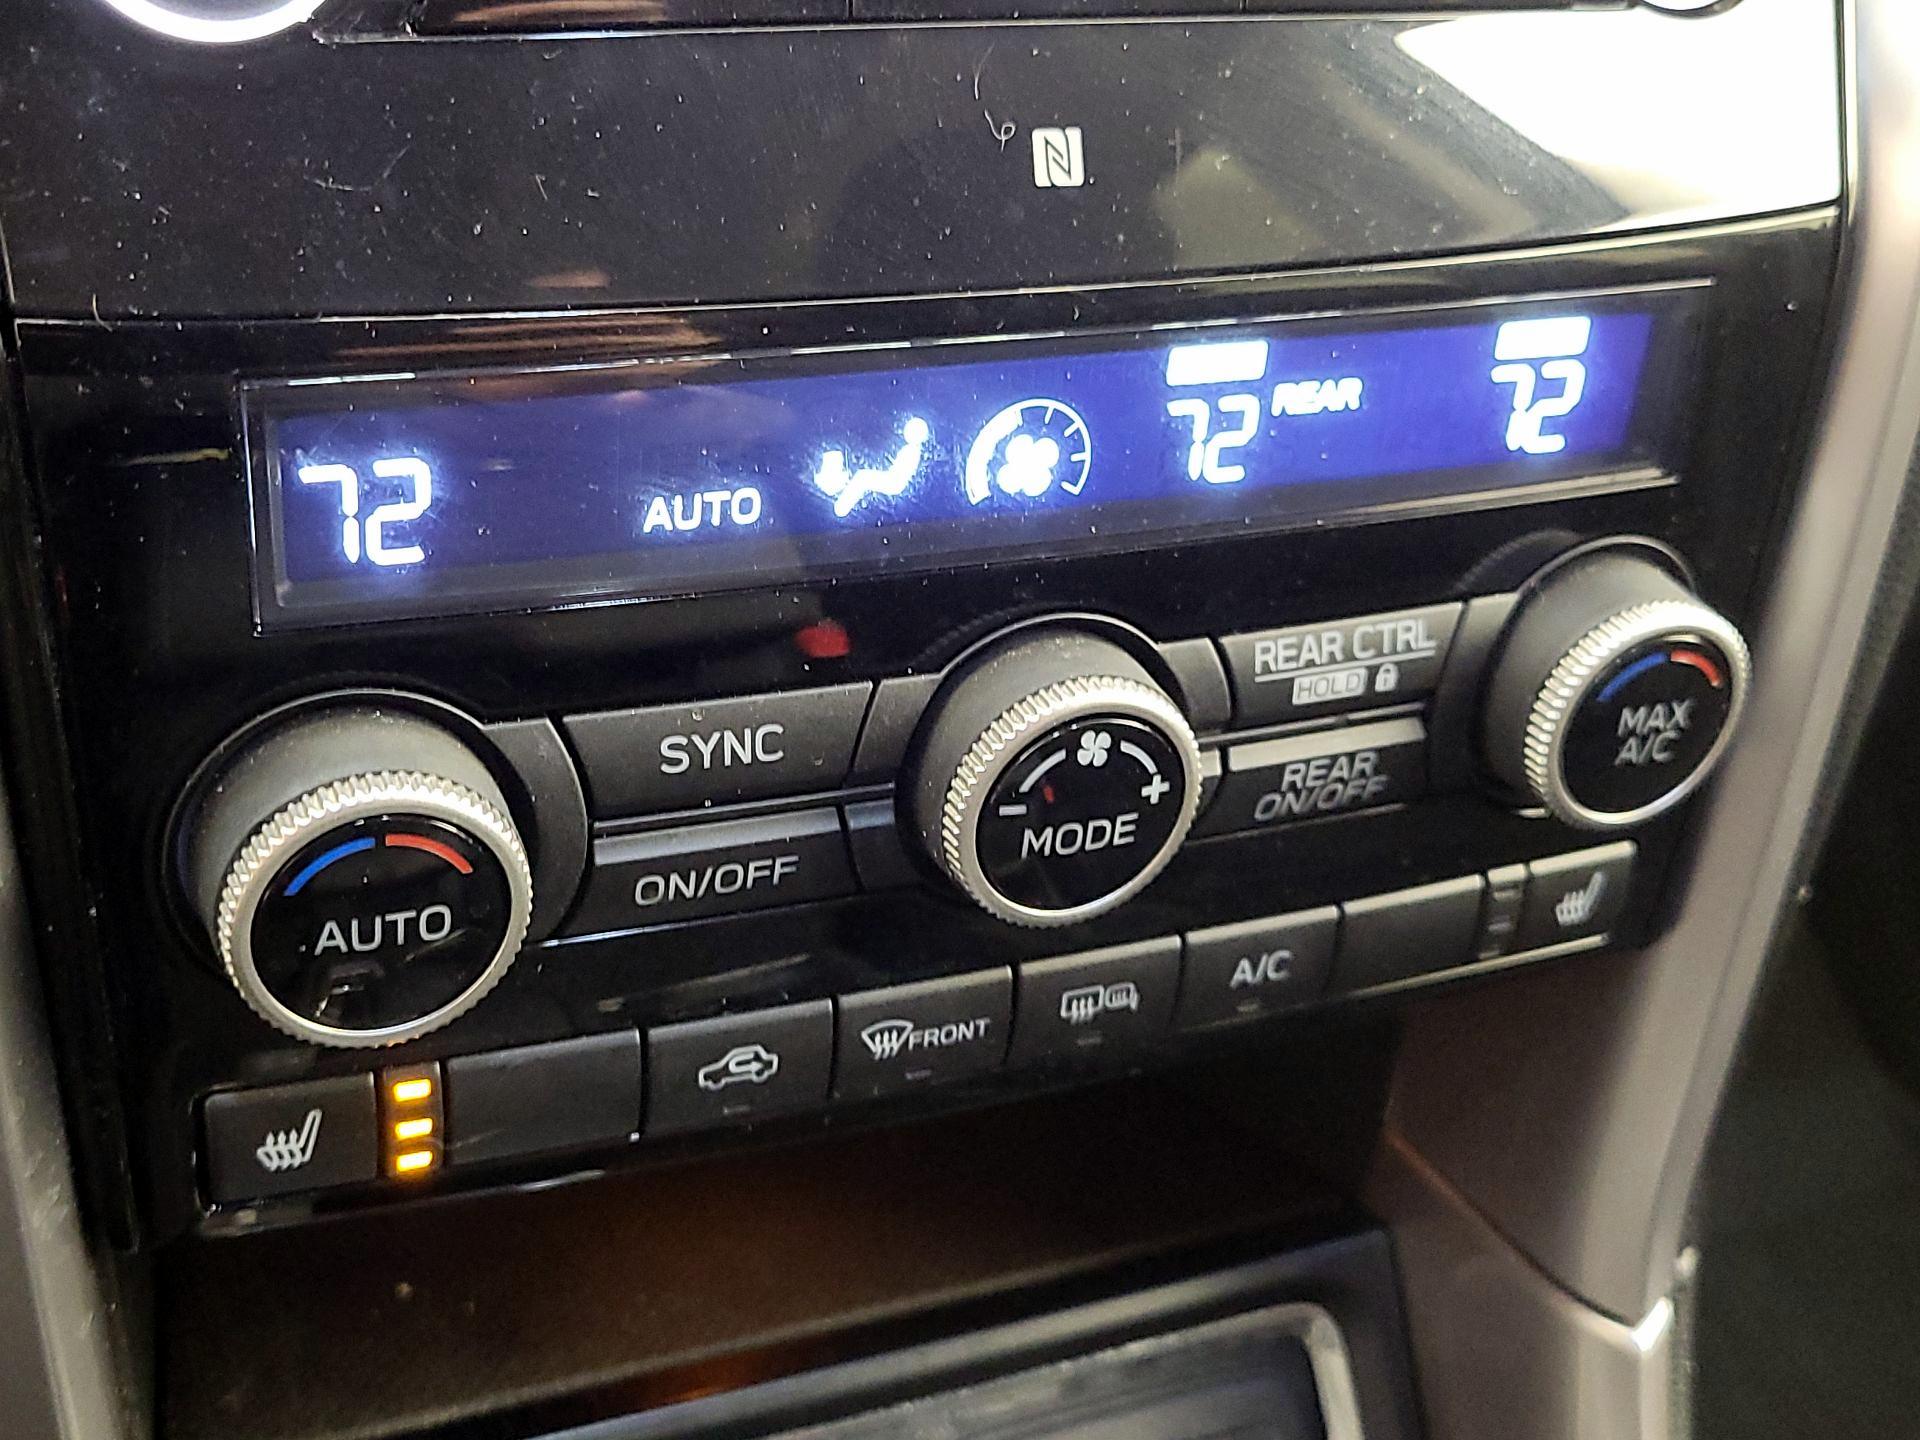 72 AUTO 72 REAR 72
SYNC
ON/OFF
AUTO
MODE
REAR CTRL
HOLD
REAR
ON/OFF
MAX
A/C
FRONT
A/C